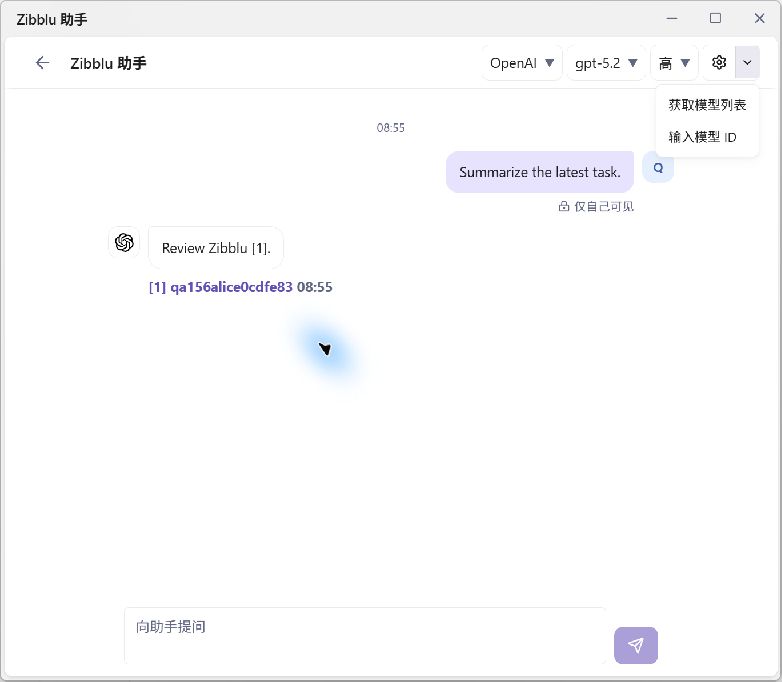 Zibblu 助手
Zibblu 助手
OpenAI
gpt-5.2
高
获取模型列表
输入模型 ID
08:55
Summarize the latest task.
Q
仅自己可见
Review Zibblu [1].
[1] qa156alice0cdfe83 08:55
向助手提问